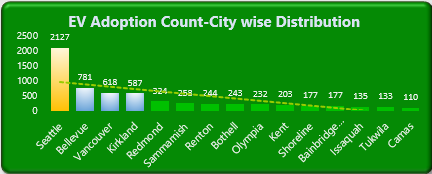 EV Adoption Count-City wise Distribution
2500
2000
1500
1000
500
0
2127
781
618
587
324
258
244
243
232
203
177
177
135
133
110
Seattle
Bellevue
Vancouver
Kirkland
Redmond
Sammamish
Renton
Bothell
Olympia
Kent
Shoreline
Bainbridge…
Issaquah
Tukwila
Camas